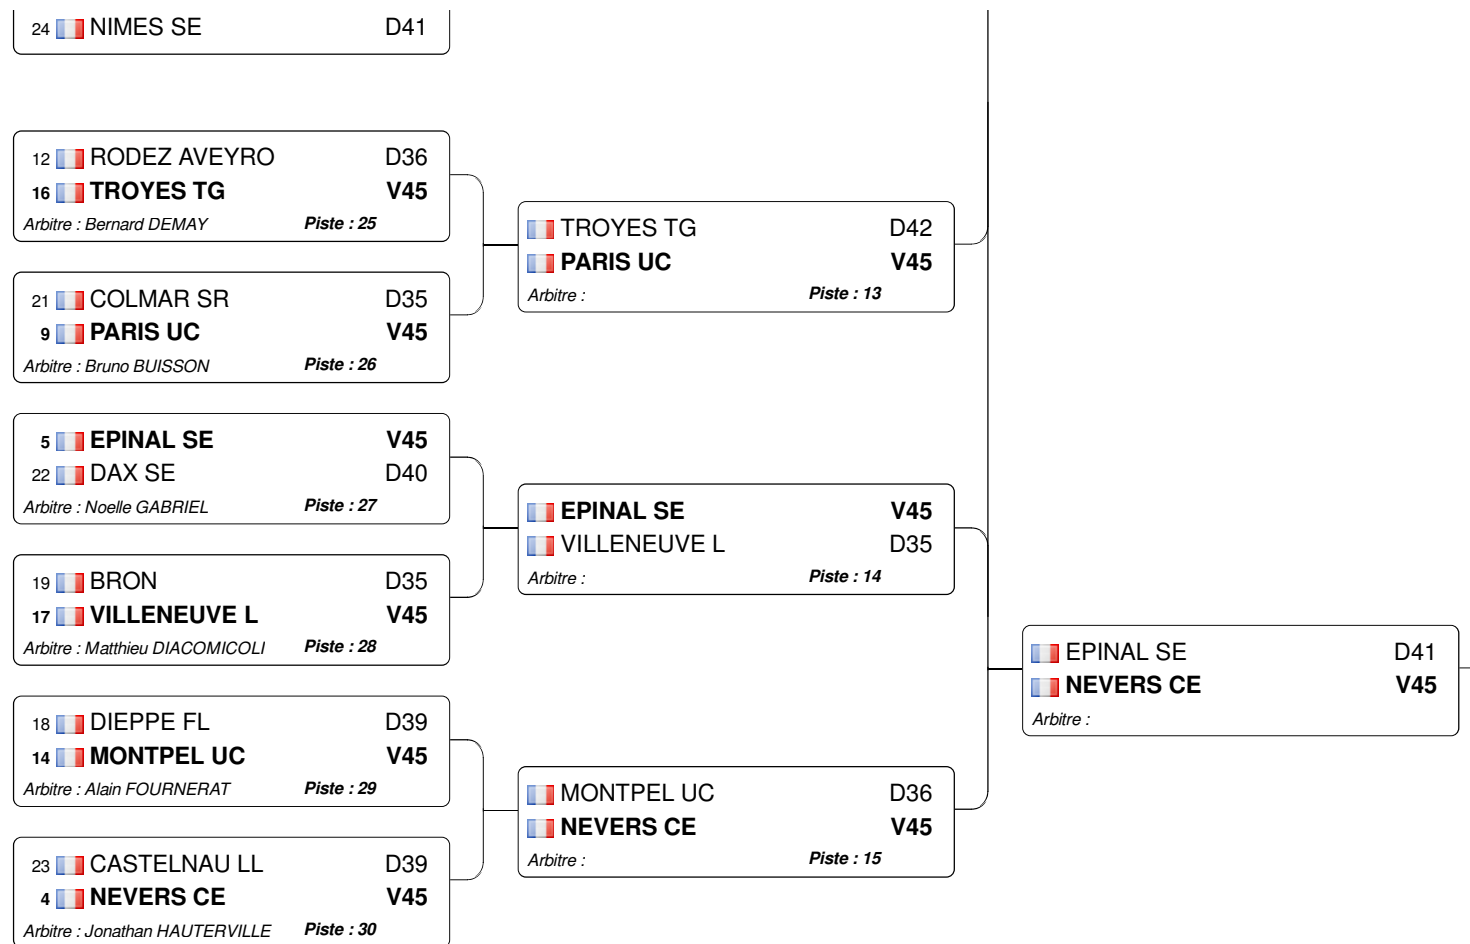 24 NIMES SE D41
12 RODEZ AVEYRO D36
16 TROYES TG V45
Arbitre : Bernard DEMAY Piste : 25
21 COLMAR SR D35
9 PARIS UC V45
Arbitre : Bruno BUISSON Piste : 26
5 EPINAL SE V45
22 DAX SE D40
Arbitre : Noelle GABRIEL Piste : 27
19 BRON D35
17 VILLENEUVE L V45
Arbitre : Matthieu DIACOMICOLI Piste : 28
18 DIEPPE FL D39
14 MONTPEL UC V45
Arbitre : Alain FOURNERAT Piste : 29
23 CASTELNAU LL D39
4 NEVERS CE V45
Arbitre : Jonathan HAUTERVILLE Piste : 30
TROYES TG D42
PARIS UC V45
Arbitre : Piste : 13
EPINAL SE V45
VILLENEUVE L D35
Arbitre : Piste : 14
MONTPEL UC D36
NEVERS CE V45
Arbitre : Piste : 15
EPINAL SE D41
NEVERS CE V45
Arbitre :